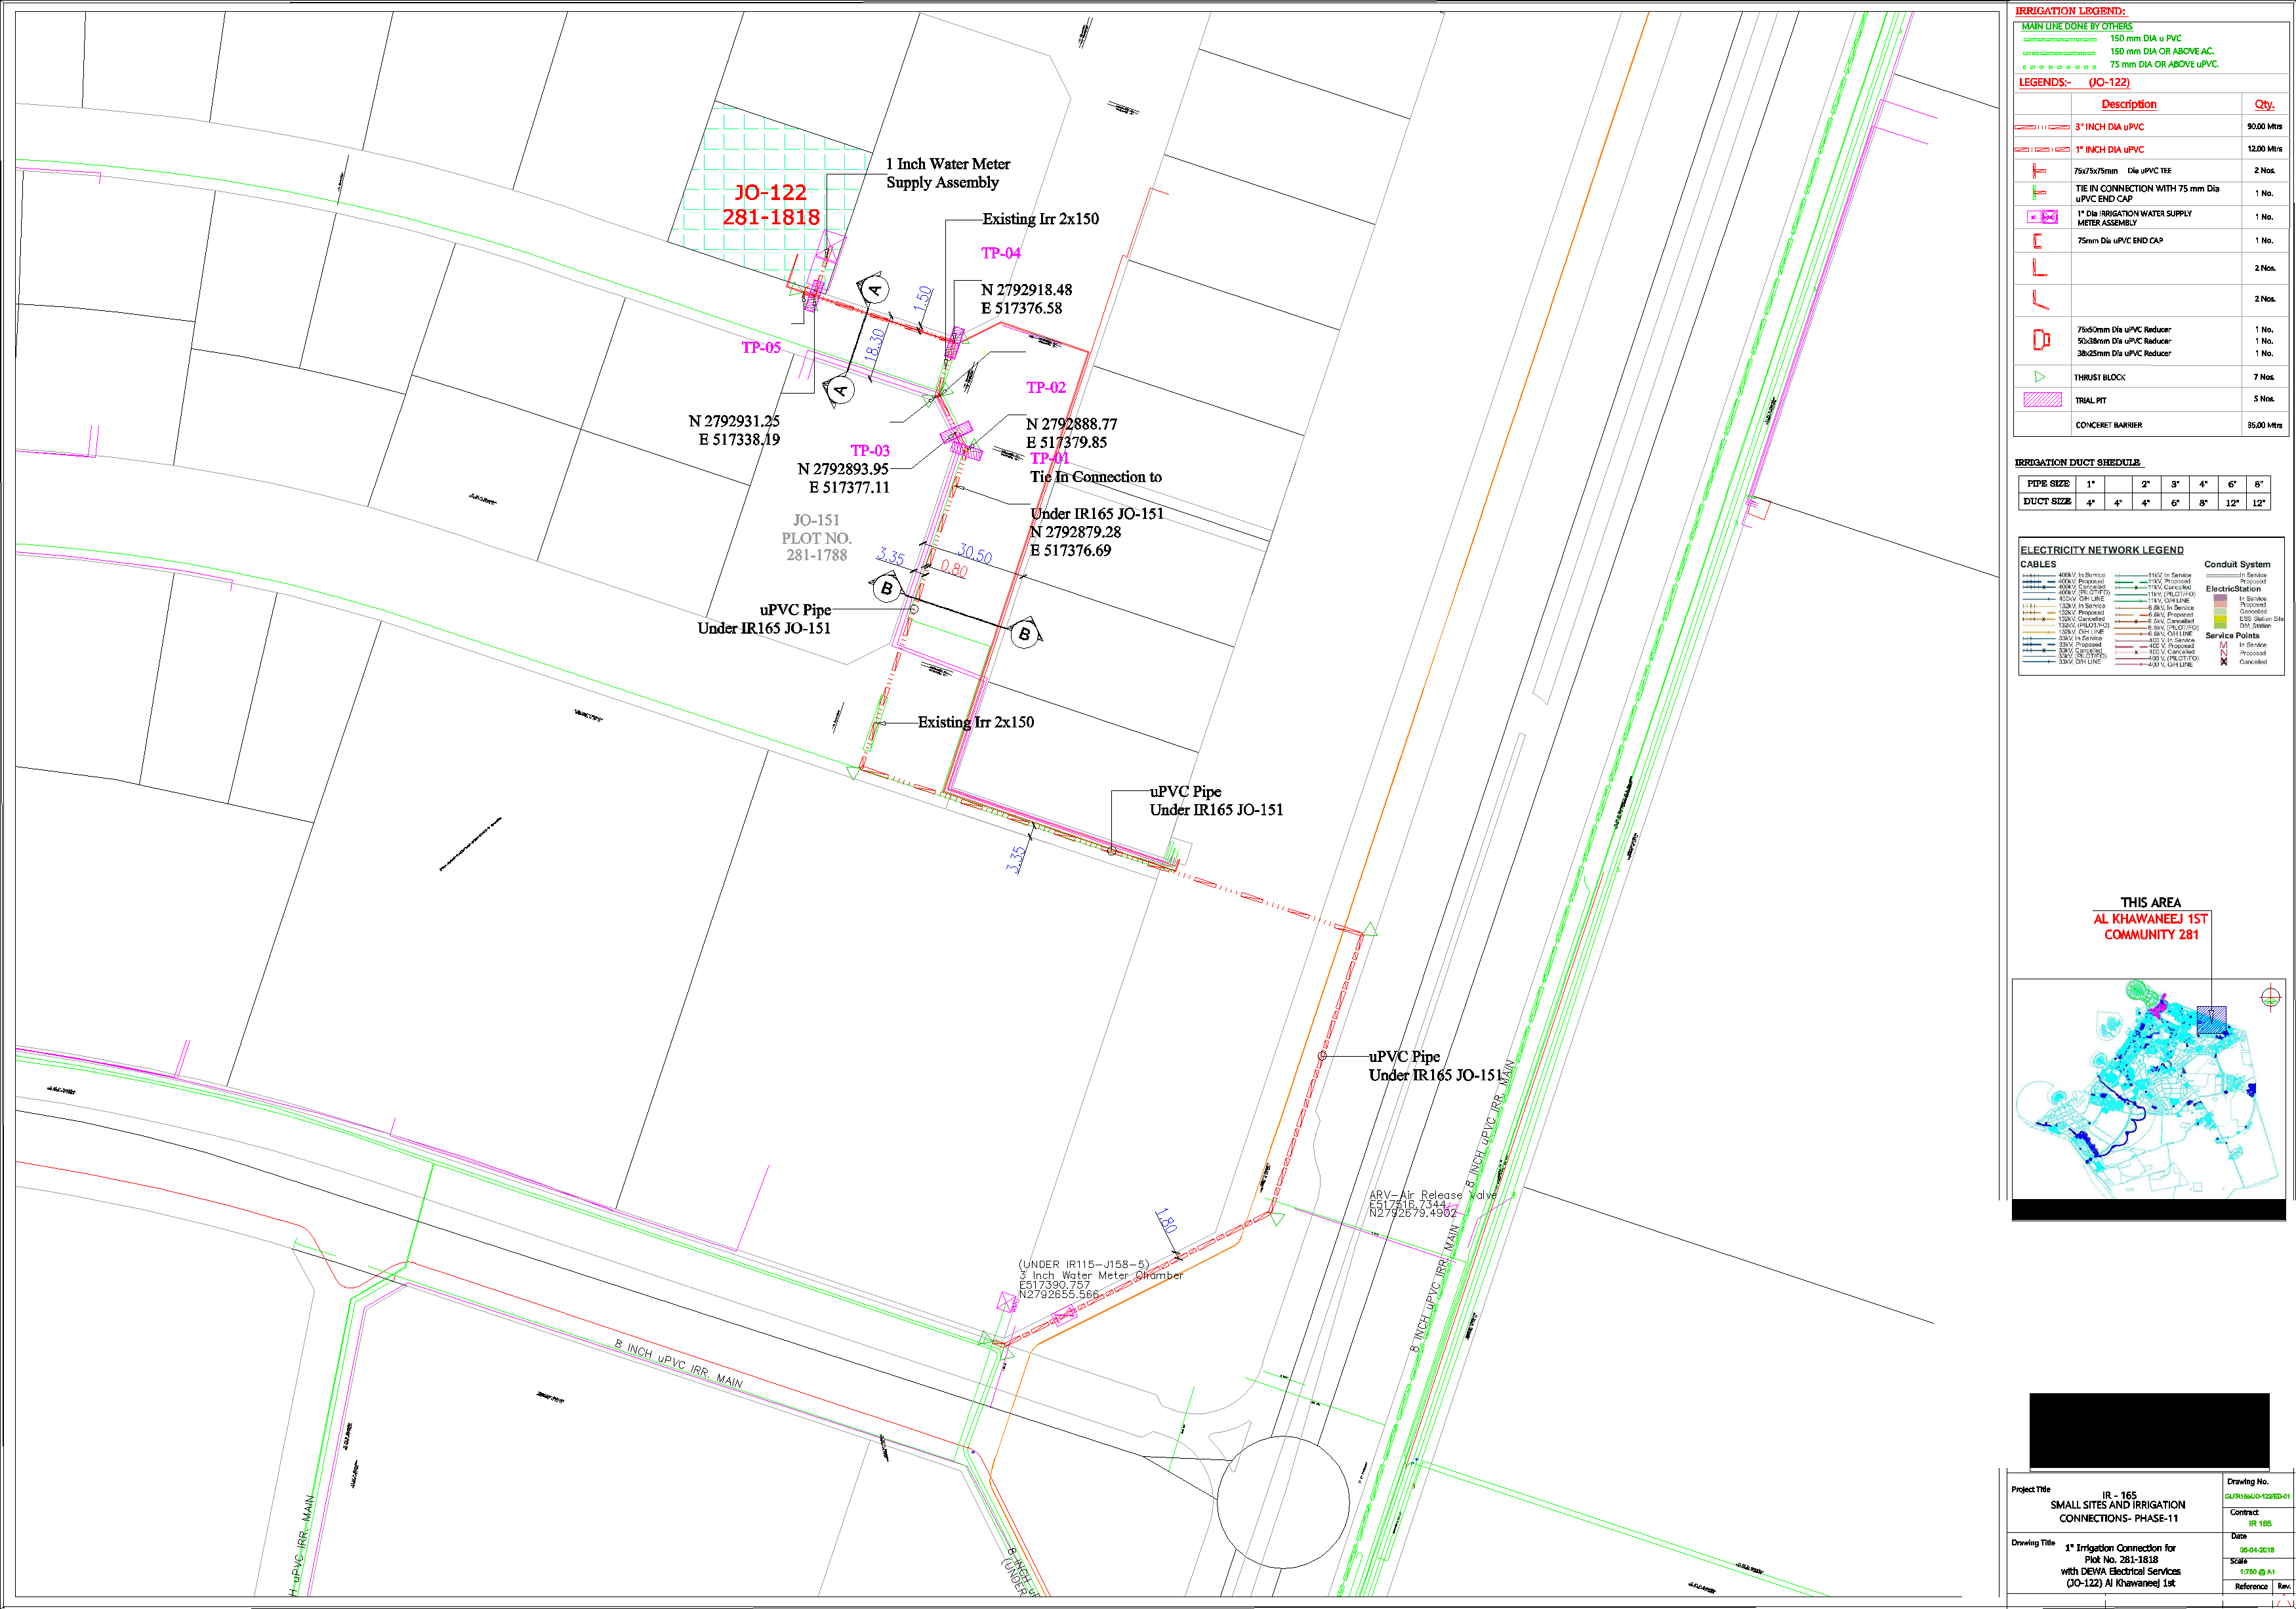 1 Inch Water Meter
Supply Assembly
JO-122
281-1818
Existing Irr 2x150
TP-04
N 2792918.48
E 517376.58
1.50
A
18.30
TP-05
A
TP-02
N 2792931.25
E 517338.19
N 2792888.77
E 517379.85
TP-03
TP-01
N 2792893.95
E 517377.11
Tie In Connection to
Under IR165 JO-151
N 2792879.28
E 517376.69
JO-151
PLOT NO.
281-1788
3.35
30.50
0.80
B
uPVC Pipe
Under IR165 JO-151
B
Existing Irr 2x150
uPVC Pipe
Under IR165 JO-151
3.35
uPVC Pipe
Under IR165 JO-151
8 INCH uPVC IRR. MAIN
ARV-Air Release Valve
E517516.7344
N2792679.4902
1.80
8 INCH uPVC IRR. MAIN
(UNDER IR115-J158-5)
3 Inch Water Meter Chamber
E517390.757
N2792655.566
8 INCH uPVC IRR. MAIN
H uPVC IRR. MAIN
IRRIGATION LEGEND:
MAIN LINE DONE BY OTHERS
150 mm DIA u PVC
150 mm DIA OR ABOVE AC.
75 mm DIA OR ABOVE uPVC.
LEGENDS:- (JO-122)
Description Qty.
3" INCH DIA uPVC 90.00 Mtrs
1" INCH DIA uPVC 12.00 Mtrs
75x75x75mm Dia uPVC TEE 2 Nos.
TIE IN CONNECTION WITH 75 mm Dia
uPVC END CAP 1 No.
1" Dia IRRIGATION WATER SUPPLY
METER ASSEMBLY 1 No.
75mm Dia uPVC END CAP 1 No.
2 Nos.
2 Nos.
75x50mm Dia uPVC Reducer 1 No.
50x38mm Dia uPVC Reducer 1 No.
38x25mm Dia uPVC Reducer 1 No.
THRUST BLOCK 7 Nos.
TRIAL PIT 5 Nos.
CONCERET BARRIER 85.00 Mtrs
IRRIGATION DUCT SHEDULE
PIPE SIZE 1" 2" 3" 4" 6" 8"
DUCT SIZE 4" 4" 4" 6" 8" 12" 12"
ELECTRICITY NETWORK LEGEND
CABLES
400kV, In Service
400kV, Proposed
400kV, Cancelled
400kV, (PILOT/FO)
400kV, O/H LINE
132kV, In Service
132kV, Proposed
132kV, Cancelled
132kV, (PILOT/FO)
132kV, O/H LINE
33kV, In Service
33kV, Proposed
33kV, Cancelled
33kV, (PILOT/FO)
33kV, O/H LINE
11kV, In Service
11kV, Proposed
11kV, Cancelled
11kV, (PILOT/FO)
11kV, O/H LINE
6.6kV, In Service
6.6kV, Proposed
6.6kV, Cancelled
6.6kV, (PILOT/FO)
6.6kV, O/H LINE
400 V, In Service
400 V, Proposed
400 V, Cancelled
400 V, (PILOT/FO)
400 V, O/H LINE
Conduit System
In Service
Proposed
ElectricStation
In Service
Proposed
Cancelled
ESS Station Site
DM_Station
Service Points
M In Service
N Proposed
X Cancelled
THIS AREA
AL KHAWANEEJ 1ST
COMMUNITY 281
Project Title
IR - 165
SMALL SITES AND IRRIGATION
CONNECTIONS- PHASE-11
Drawing No.
Contract
IR 165
Drawing Title
1" Irrigation Connection for
Plot No. 281-1818
with DEWA Electrical Services
(JO-122) Al Khawaneej 1st
Date
05-04-2018
Scale
1:750 @ A1
Reference Rev.